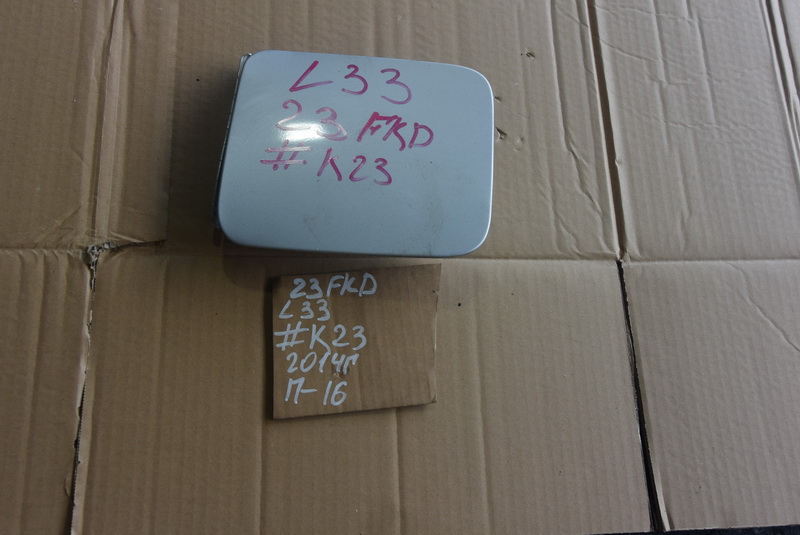 L33
23 FKD
# K23
23FKD
L33
#K23
2014г
П-16